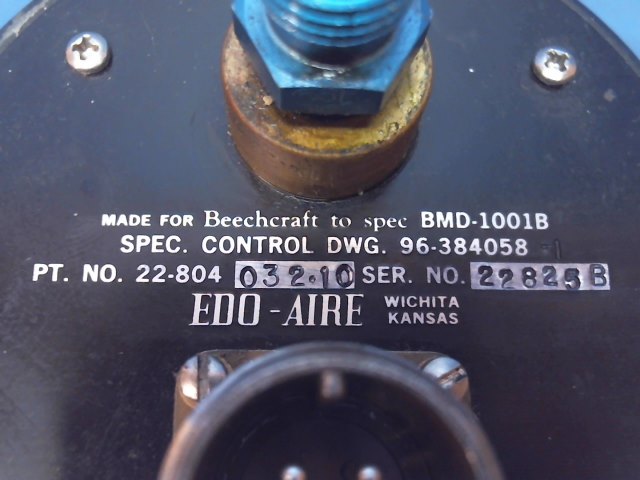 MADE FOR Beechcraft to spec BMD-1001B
SPEC. CONTROL DWG. 96-384058 -1
PT. NO. 22-804 032-10 SER. NO. 22825B
EDO-AIRE WICHITA
KANSAS